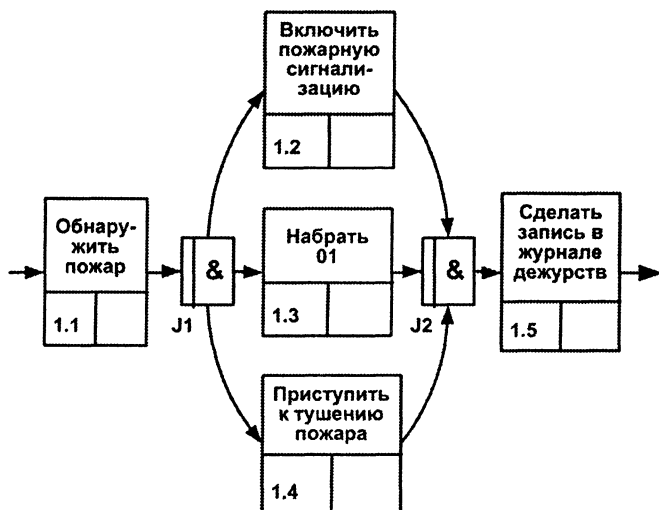 Включить
пожарную
сигнали-
зацию
1.2
Обнару-
жить
пожар
1.1
&
J1
Набрать
01
1.3
&
J2
Сделать
запись в
журнале
дежурств
1.5
Приступить
к тушению
пожара
1.4